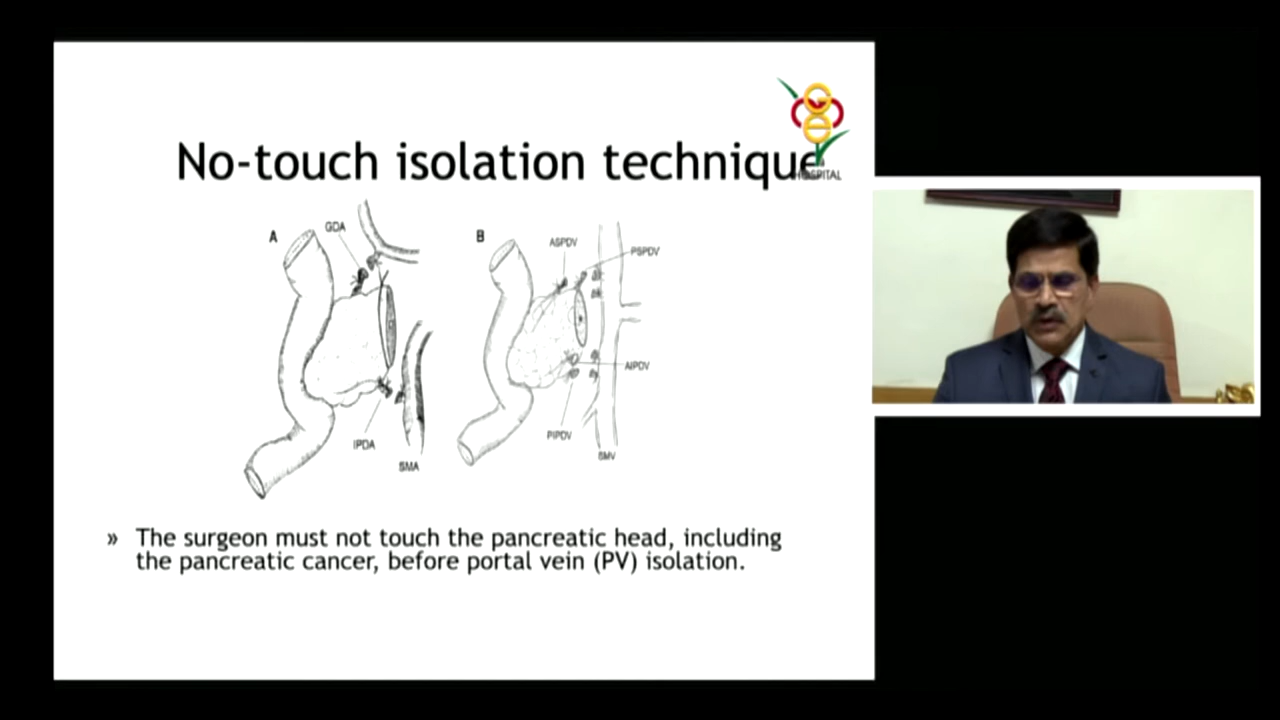 No-touch isolation technique
HOSPITAL
A
GDA
IPDA
SMA
B
ASPDV
PSPDV
AIPDV
PIPDV
SMV
» The surgeon must not touch the pancreatic head, including
the pancreatic cancer, before portal vein (PV) isolation.